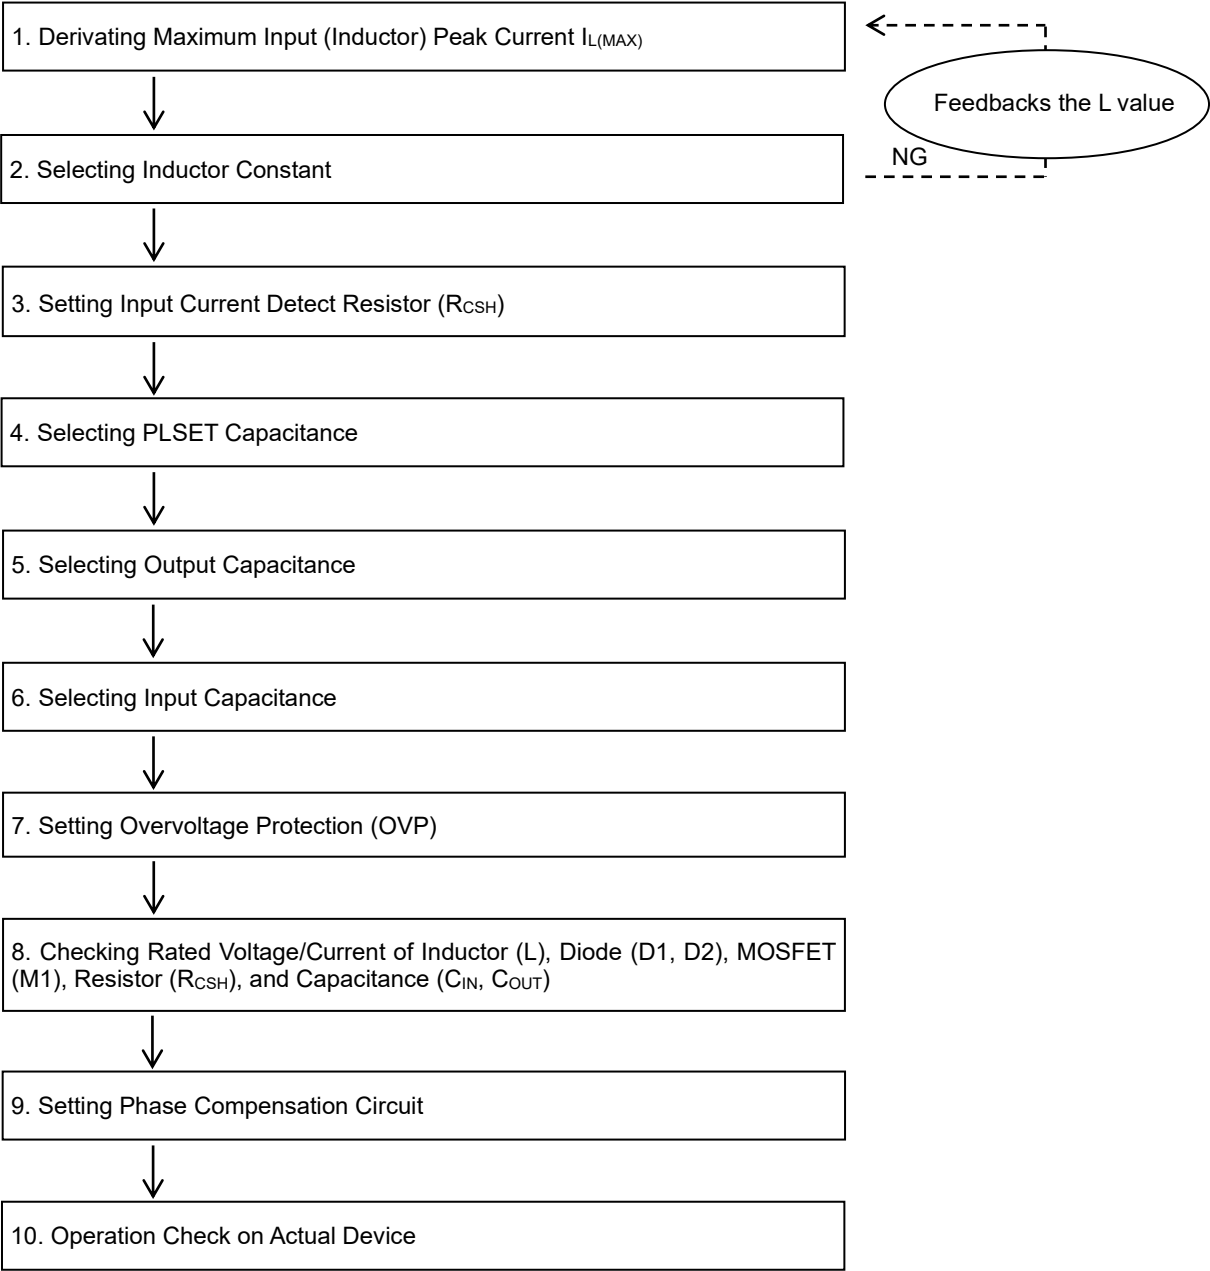 1. Derivating Maximum Input (Inductor) Peak Current IL(MAX)
Feedbacks the L value
NG
2. Selecting Inductor Constant
3. Setting Input Current Detect Resistor (RCSH)
4. Selecting PLSET Capacitance
5. Selecting Output Capacitance
6. Selecting Input Capacitance
7. Setting Overvoltage Protection (OVP)
8. Checking Rated Voltage/Current of Inductor (L), Diode (D1, D2), MOSFET
(M1), Resistor (RCSH), and Capacitance (CIN, COUT)
9. Setting Phase Compensation Circuit
10. Operation Check on Actual Device